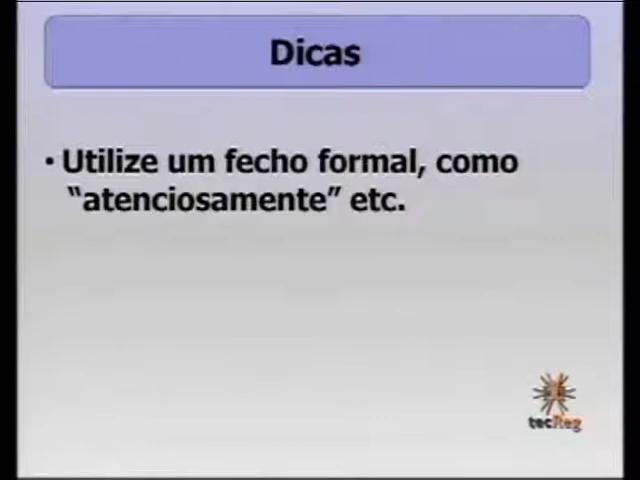 Dicas
• Utilize um fecho formal, como
“atenciosamente” etc.
tecReg